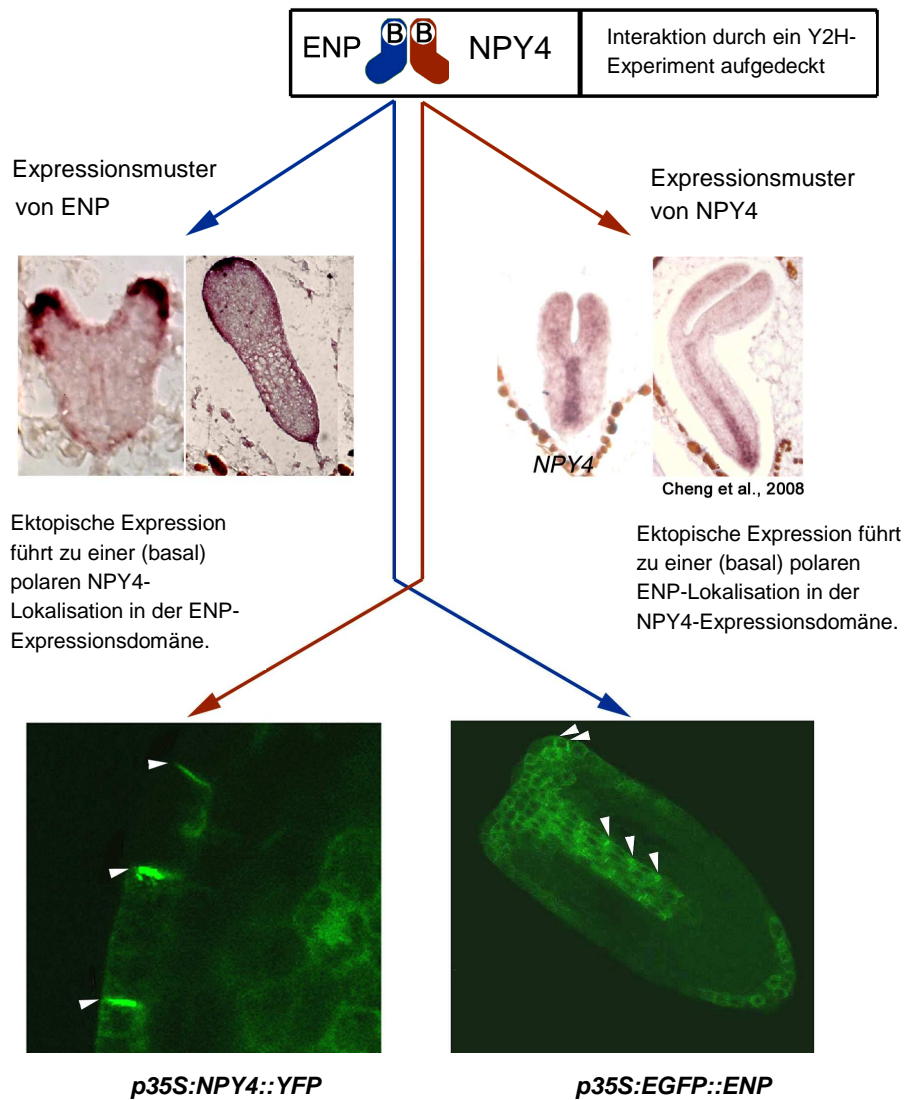 ENP B B NPY4
Interaktion durch ein Y2H-
Experiment aufgedeckt
Expressionsmuster
von ENP
Expressionsmuster
von NPY4
NPY4
Cheng et al., 2008
Ektopische Expression
führt zu einer (basal)
polaren NPY4-
Lokalisation in der ENP-
Expressionsdomäne.
Ektopische Expression führt
zu einer (basal) polaren
ENP-Lokalisation in der
NPY4-Expressionsdomäne.
p35S:NPY4::YFP
p35S:EGFP::ENP